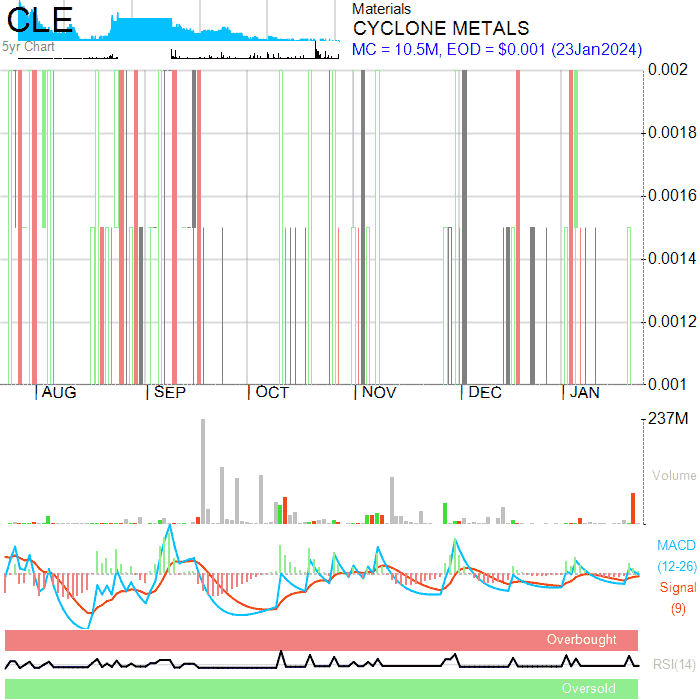 CLE
5yr Chart
Materials
CYCLONE METALS
MC = 10.5M, EOD = $0.001 (23Jan2024)
0.002
0.0018
0.0016
0.0014
0.0012
0.001
AUG SEP OCT NOV DEC JAN
237M
Volume
MACD
(12-26)
Signal
(9)
Overbought
RSI(14)
Oversold